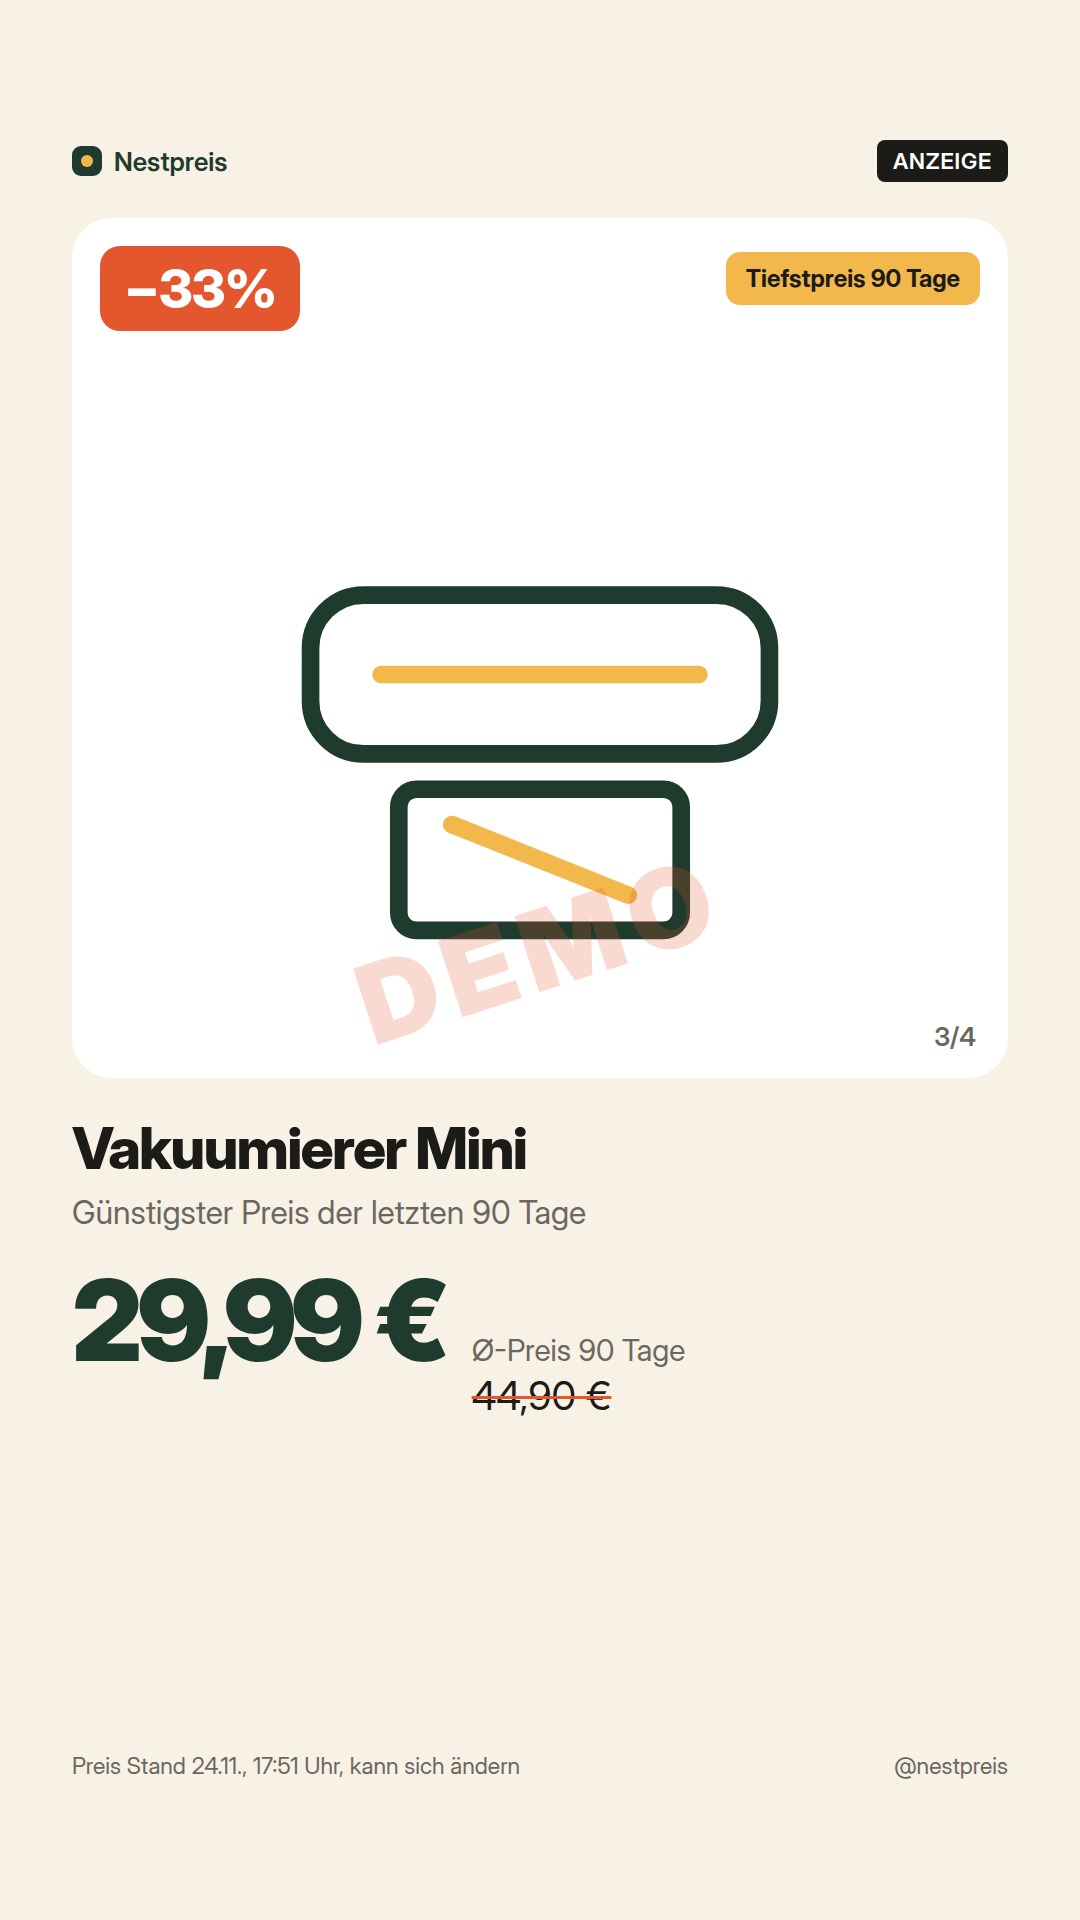 Nestpreis
ANZEIGE
–33%
Tiefstpreis 90 Tage
DEMO
3/4
Vakuumierer Mini
Günstigster Preis der letzten 90 Tage
29,99 €
Ø-Preis 90 Tage
44,90 €
Preis Stand 24.11., 17:51 Uhr, kann sich ändern
@nestpreis